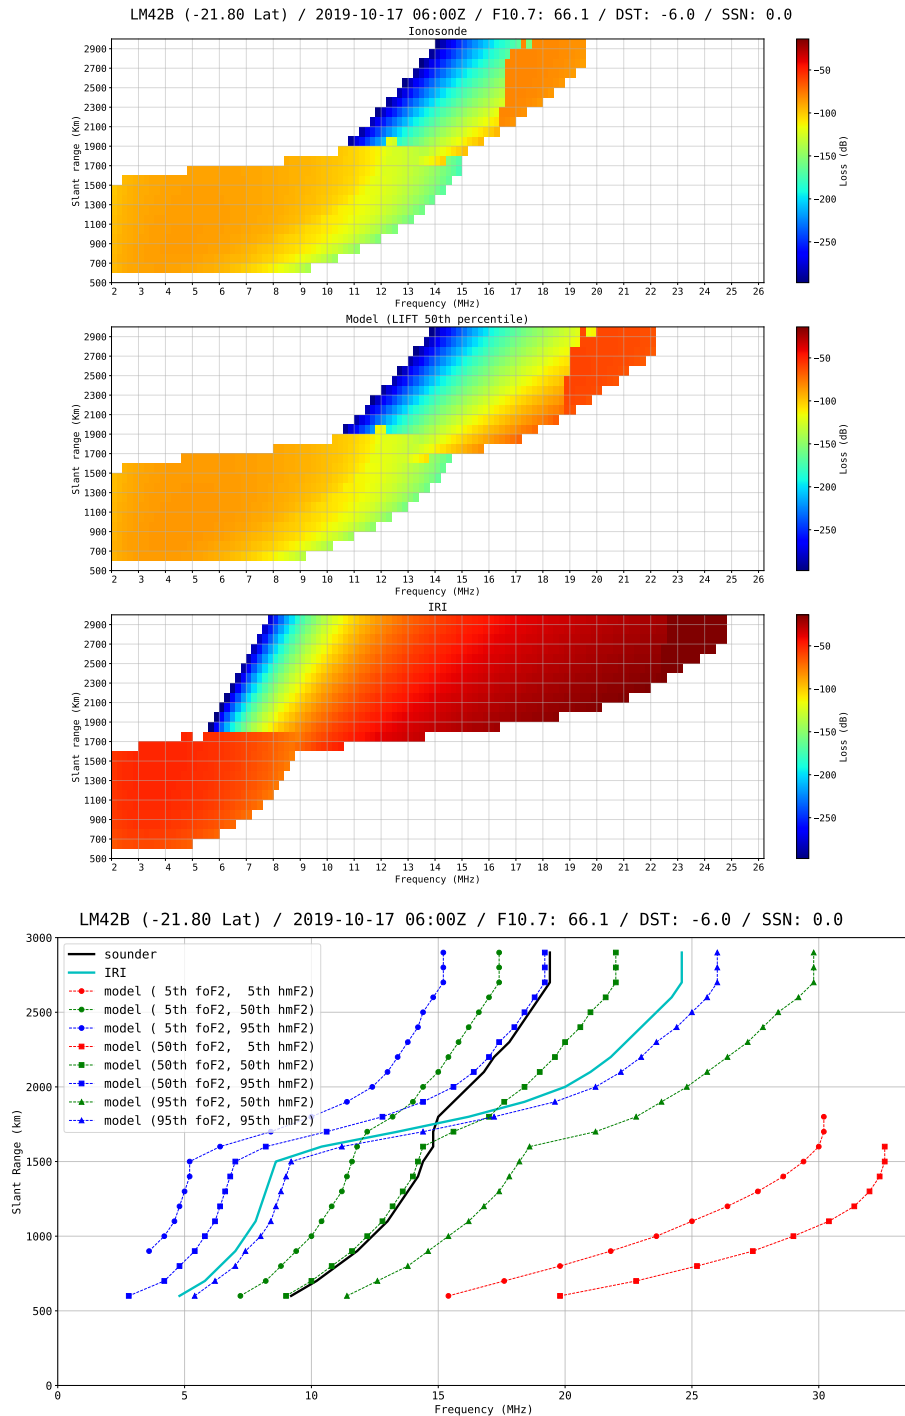 LM42B (-21.80 Lat) / 2019-10-17 06:00Z / F10.7: 66.1 / DST: -6.0 / SSN: 0.0
Ionosonde
Slant range (Km)
2900
2700
2500
2300
2100
1900
1700
1500
1300
1100
900
700
500
2 3 4 5 6 7 8 9 10 11 12 13 14 15 16 17 18 19 20 21 22 23 24 25 26
Frequency (MHz)
−50
−100
−150
−200
−250
Loss (dB)
Model (LIFT 50th percentile)
Slant range (Km)
2900
2700
2500
2300
2100
1900
1700
1500
1300
1100
900
700
500
2 3 4 5 6 7 8 9 10 11 12 13 14 15 16 17 18 19 20 21 22 23 24 25 26
Frequency (MHz)
−50
−100
−150
−200
−250
Loss (dB)
IRI
Slant range (Km)
2900
2700
2500
2300
2100
1900
1700
1500
1300
1100
900
700
500
2 3 4 5 6 7 8 9 10 11 12 13 14 15 16 17 18 19 20 21 22 23 24 25 26
Frequency (MHz)
−50
−100
−150
−200
−250
Loss (dB)
LM42B (-21.80 Lat) / 2019-10-17 06:00Z / F10.7: 66.1 / DST: -6.0 / SSN: 0.0
Slant Range (Km)
3000
2500
2000
1500
1000
500
0
sounder
IRI
model ( 5th foF2,  5th hmF2)
model ( 5th foF2, 50th hmF2)
model ( 5th foF2, 95th hmF2)
model (50th foF2,  5th hmF2)
model (50th foF2, 50th hmF2)
model (50th foF2, 95th hmF2)
model (95th foF2, 50th hmF2)
model (95th foF2, 95th hmF2)
0 5 10 15 20 25 30
Frequency (MHz)